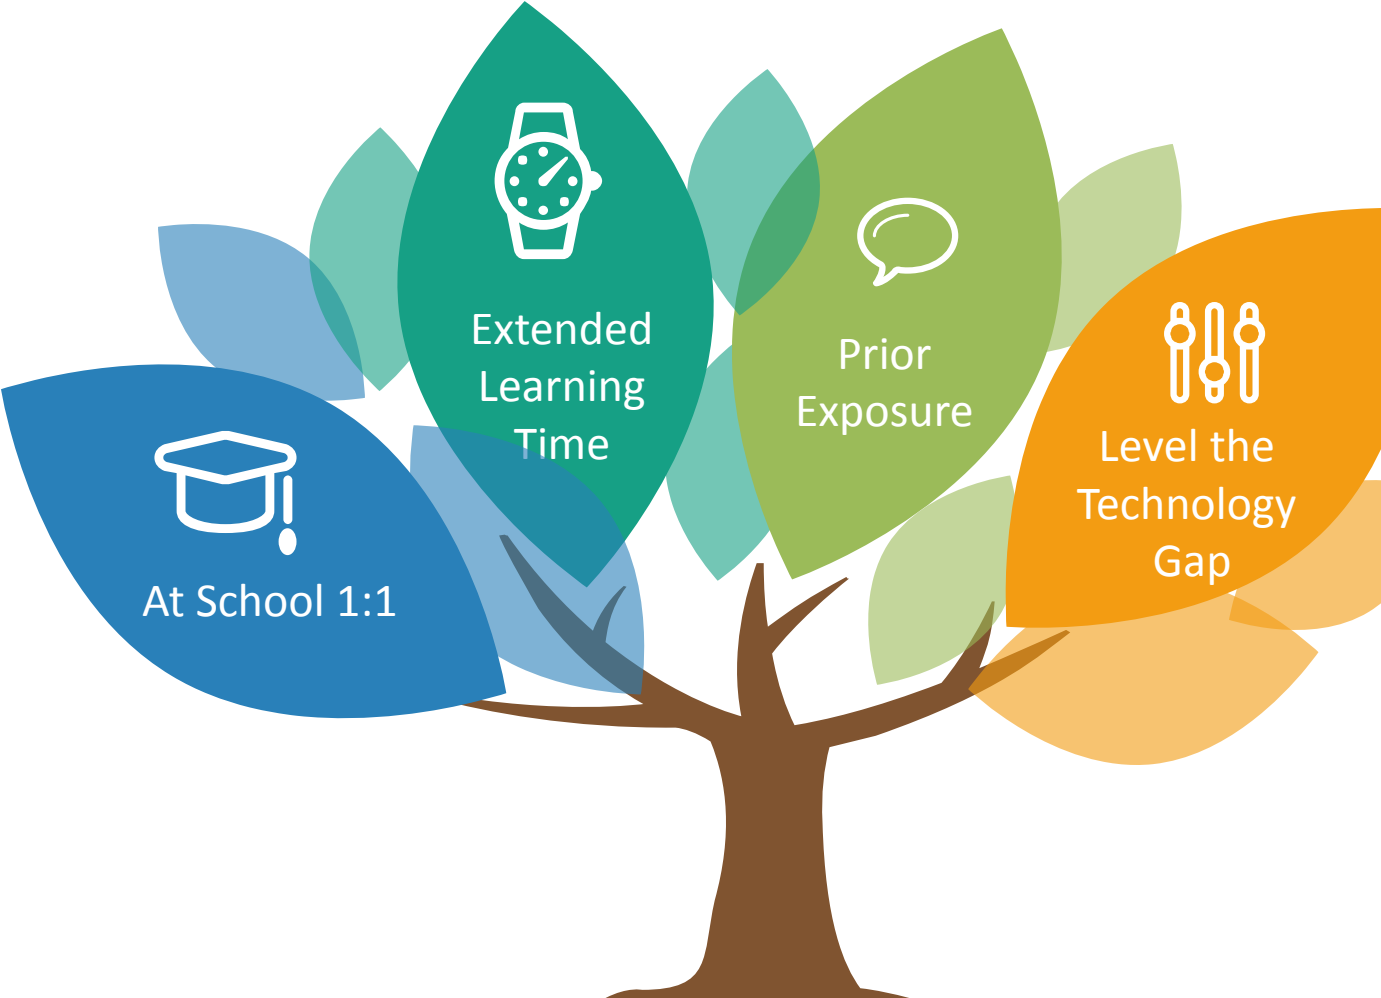 At School 1:1
Extended
Learning
Time
Prior
Exposure
Level the
Technology
Gap